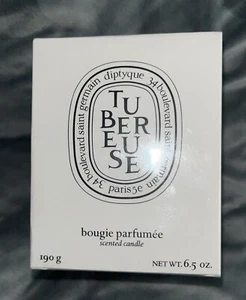 34 boulevard saint germain diptyque 34 boulevard saint germain
paris5e
TU
BER
EU
SE
bougie parfumée
scented candle
190 g
NET WT. 6.5 oz.